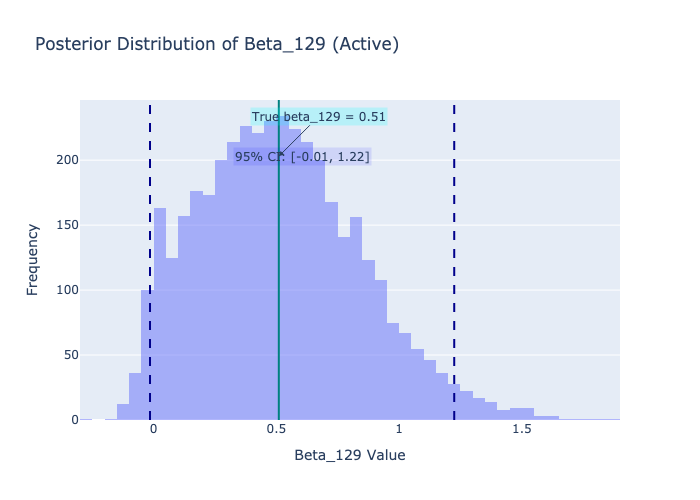 Posterior Distribution of Beta_129 (Active)
True beta_129 = 0.51
95% CI: [-0.01, 1.22]
200
150
100
50
0
Frequency
0
0.5
1
1.5
Beta_129 Value